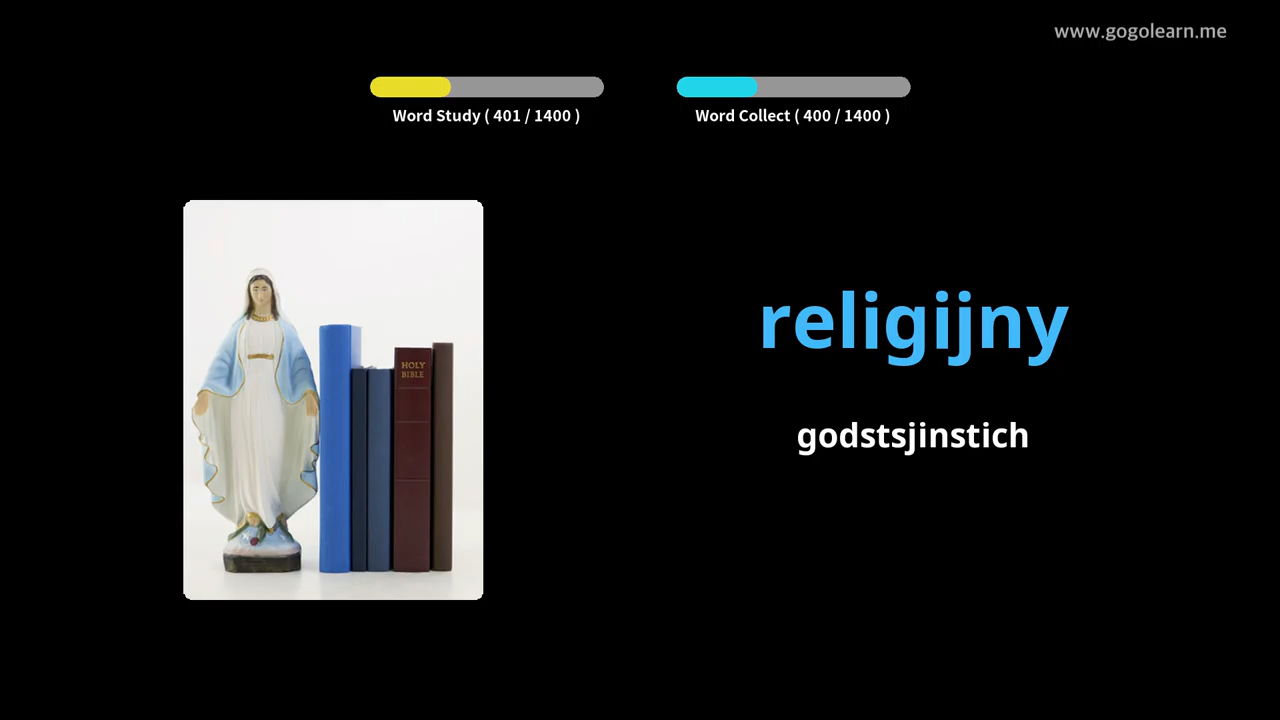 www.gogolearn.me
Word Study ( 401 / 1400 )
Word Collect ( 400 / 1400 )
HOLY
BIBLE
religijny
godstsjinstich